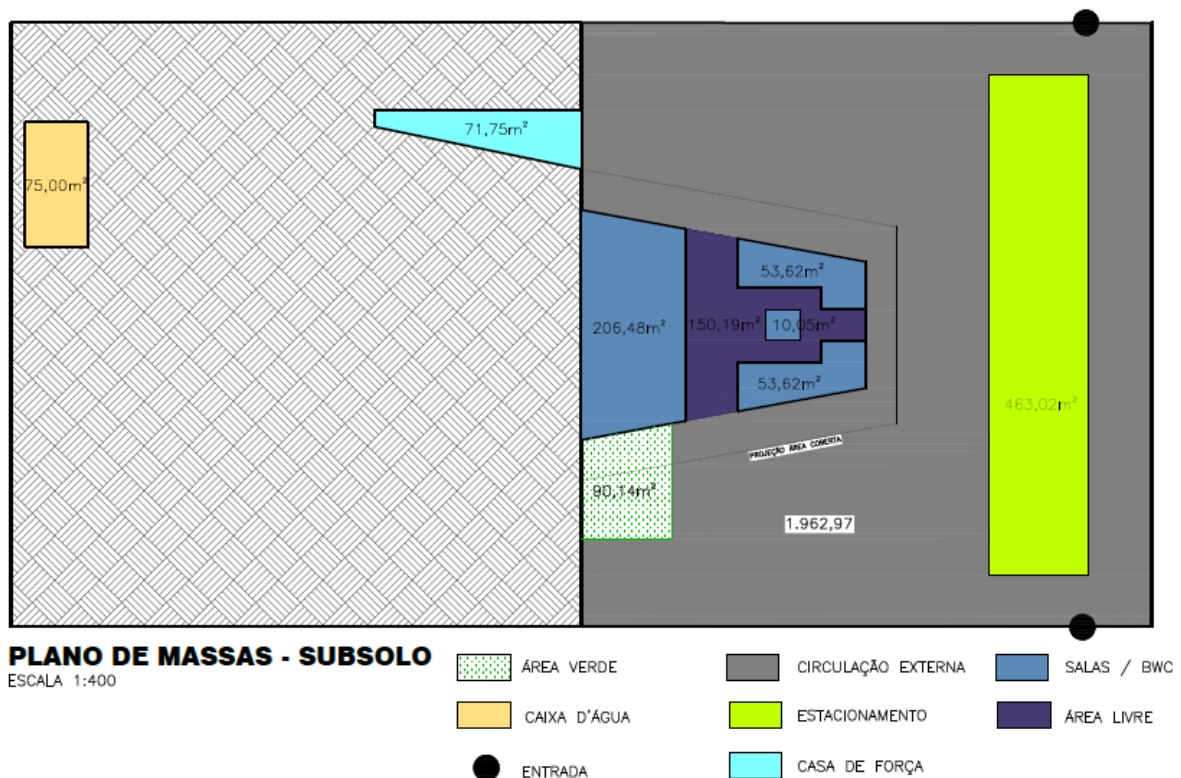 71,75m²
75,00m²
53,62m²
206,48m²
150,19m²
10,05m²
53,62m²
463,02m²
PROJEÇÃO ÁREA COBERTA
90,14m²
1.962,97
PLANO DE MASSAS - SUBSOLO
ESCALA 1:400
ÁREA VERDE
CIRCULAÇÃO EXTERNA
SALAS / BWC
CAIXA D'ÁGUA
ESTACIONAMENTO
ÁREA LIVRE
ENTRADA
CASA DE FORÇA